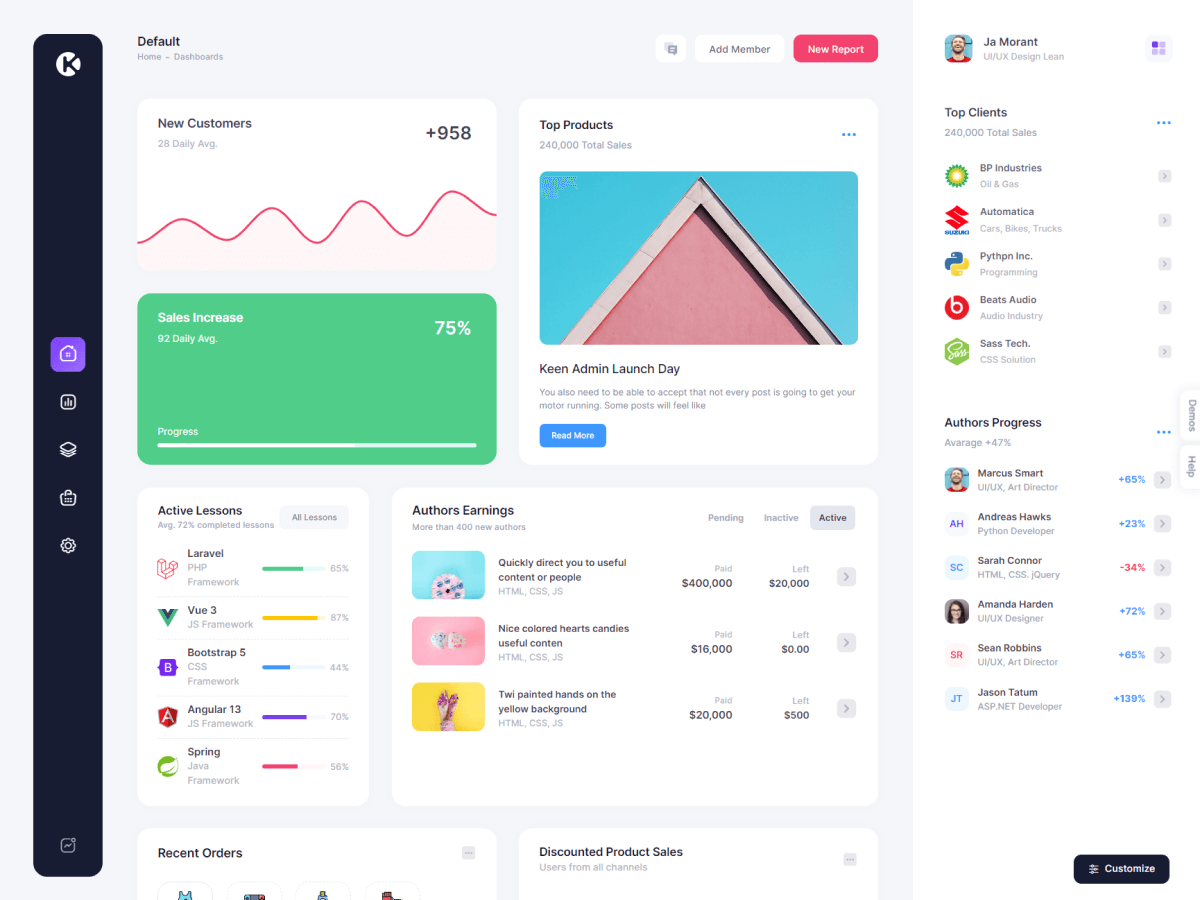 Default
Home - Dashboards
Add Member
New Report
New Customers
28 Daily Avg.
+958
Sales Increase
92 Daily Avg.
75%
Progress
Top Products
240,000 Total Sales
Keen Admin Launch Day
You also need to be able to accept that not every post is going to get your
motor running. Some posts will feel like
Read More
Active Lessons
Avg. 72% completed lessons
All Lessons
Laravel
PHP
Framework
65%
Vue 3
JS Framework
87%
B
Bootstrap 5
CSS
Framework
44%
Angular 13
JS Framework
70%
Spring
Java
Framework
56%
Authors Earnings
More than 400 new authors
Pending
Inactive
Active
Quickly direct you to useful
content or people
HTML, CSS, JS
Paid
$400,000
Left
$20,000
Nice colored hearts candies
useful conten
HTML, CSS, JS
Paid
$16,000
Left
$0.00
Twi painted hands on the
yellow background
HTML, CSS, JS
Paid
$20,000
Left
$500
Recent Orders
Discounted Product Sales
Users from all channels
Ja Morant
UI/UX Design Lean
Top Clients
240,000 Total Sales
BP Industries
Oil & Gas
SUZUKI
Automatica
Cars, Bikes, Trucks
Pythpn Inc.
Programming
Beats Audio
Audio Industry
Sass
Sass Tech.
CSS Solution
Authors Progress
Avarage +47%
Marcus Smart
UI/UX, Art Director
+65%
AH
Andreas Hawks
Python Developer
+23%
SC
Sarah Connor
HTML, CSS. jQuery
-34%
Amanda Harden
UI/UX Designer
+72%
SR
Sean Robbins
UI/UX, Art Director
+65%
JT
Jason Tatum
ASP.NET Developer
+139%
Demos
Help
Customize